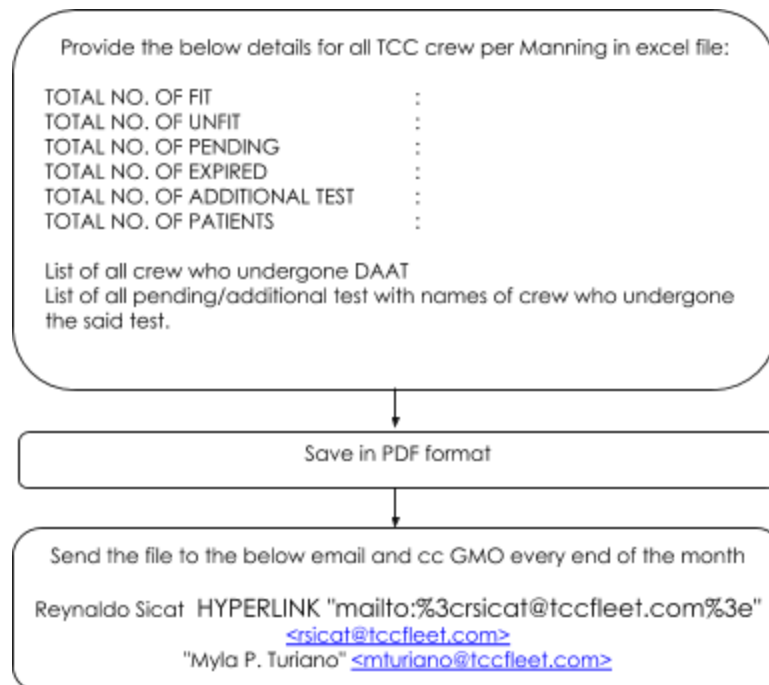 Provide the below details for all TCC crew per Manning in excel file:
TOTAL NO. OF FIT :
TOTAL NO. OF UNFIT :
TOTAL NO. OF PENDING :
TOTAL NO. OF EXPIRED :
TOTAL NO. OF ADDITIONAL TEST :
TOTAL NO. OF PATIENTS :
List of all crew who undergone DAAT
List of all pending/additional test with names of crew who undergone
the said test.
Save in PDF format
Send the file to the below email and cc GMO every end of the month
Reynaldo Sicat HYPERLINK "mailto:%3crsicat@tccfleet.com%3e"
<rsicat@tccfleet.com>
"Myla P. Turiano" <mturiano@tccfleet.com>